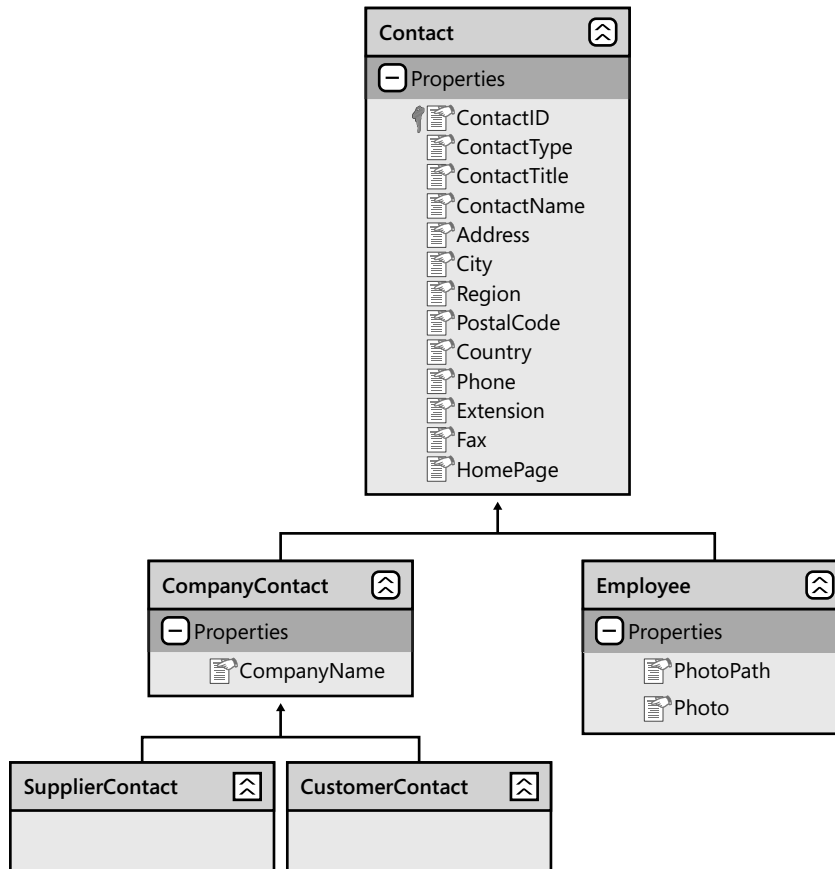 Contact
Properties
ContactID
ContactType
ContactTitle
ContactName
Address
City
Region
PostalCode
Country
Phone
Extension
Fax
HomePage
CompanyContact
Properties
CompanyName
Employee
Properties
PhotoPath
Photo
SupplierContact
CustomerContact